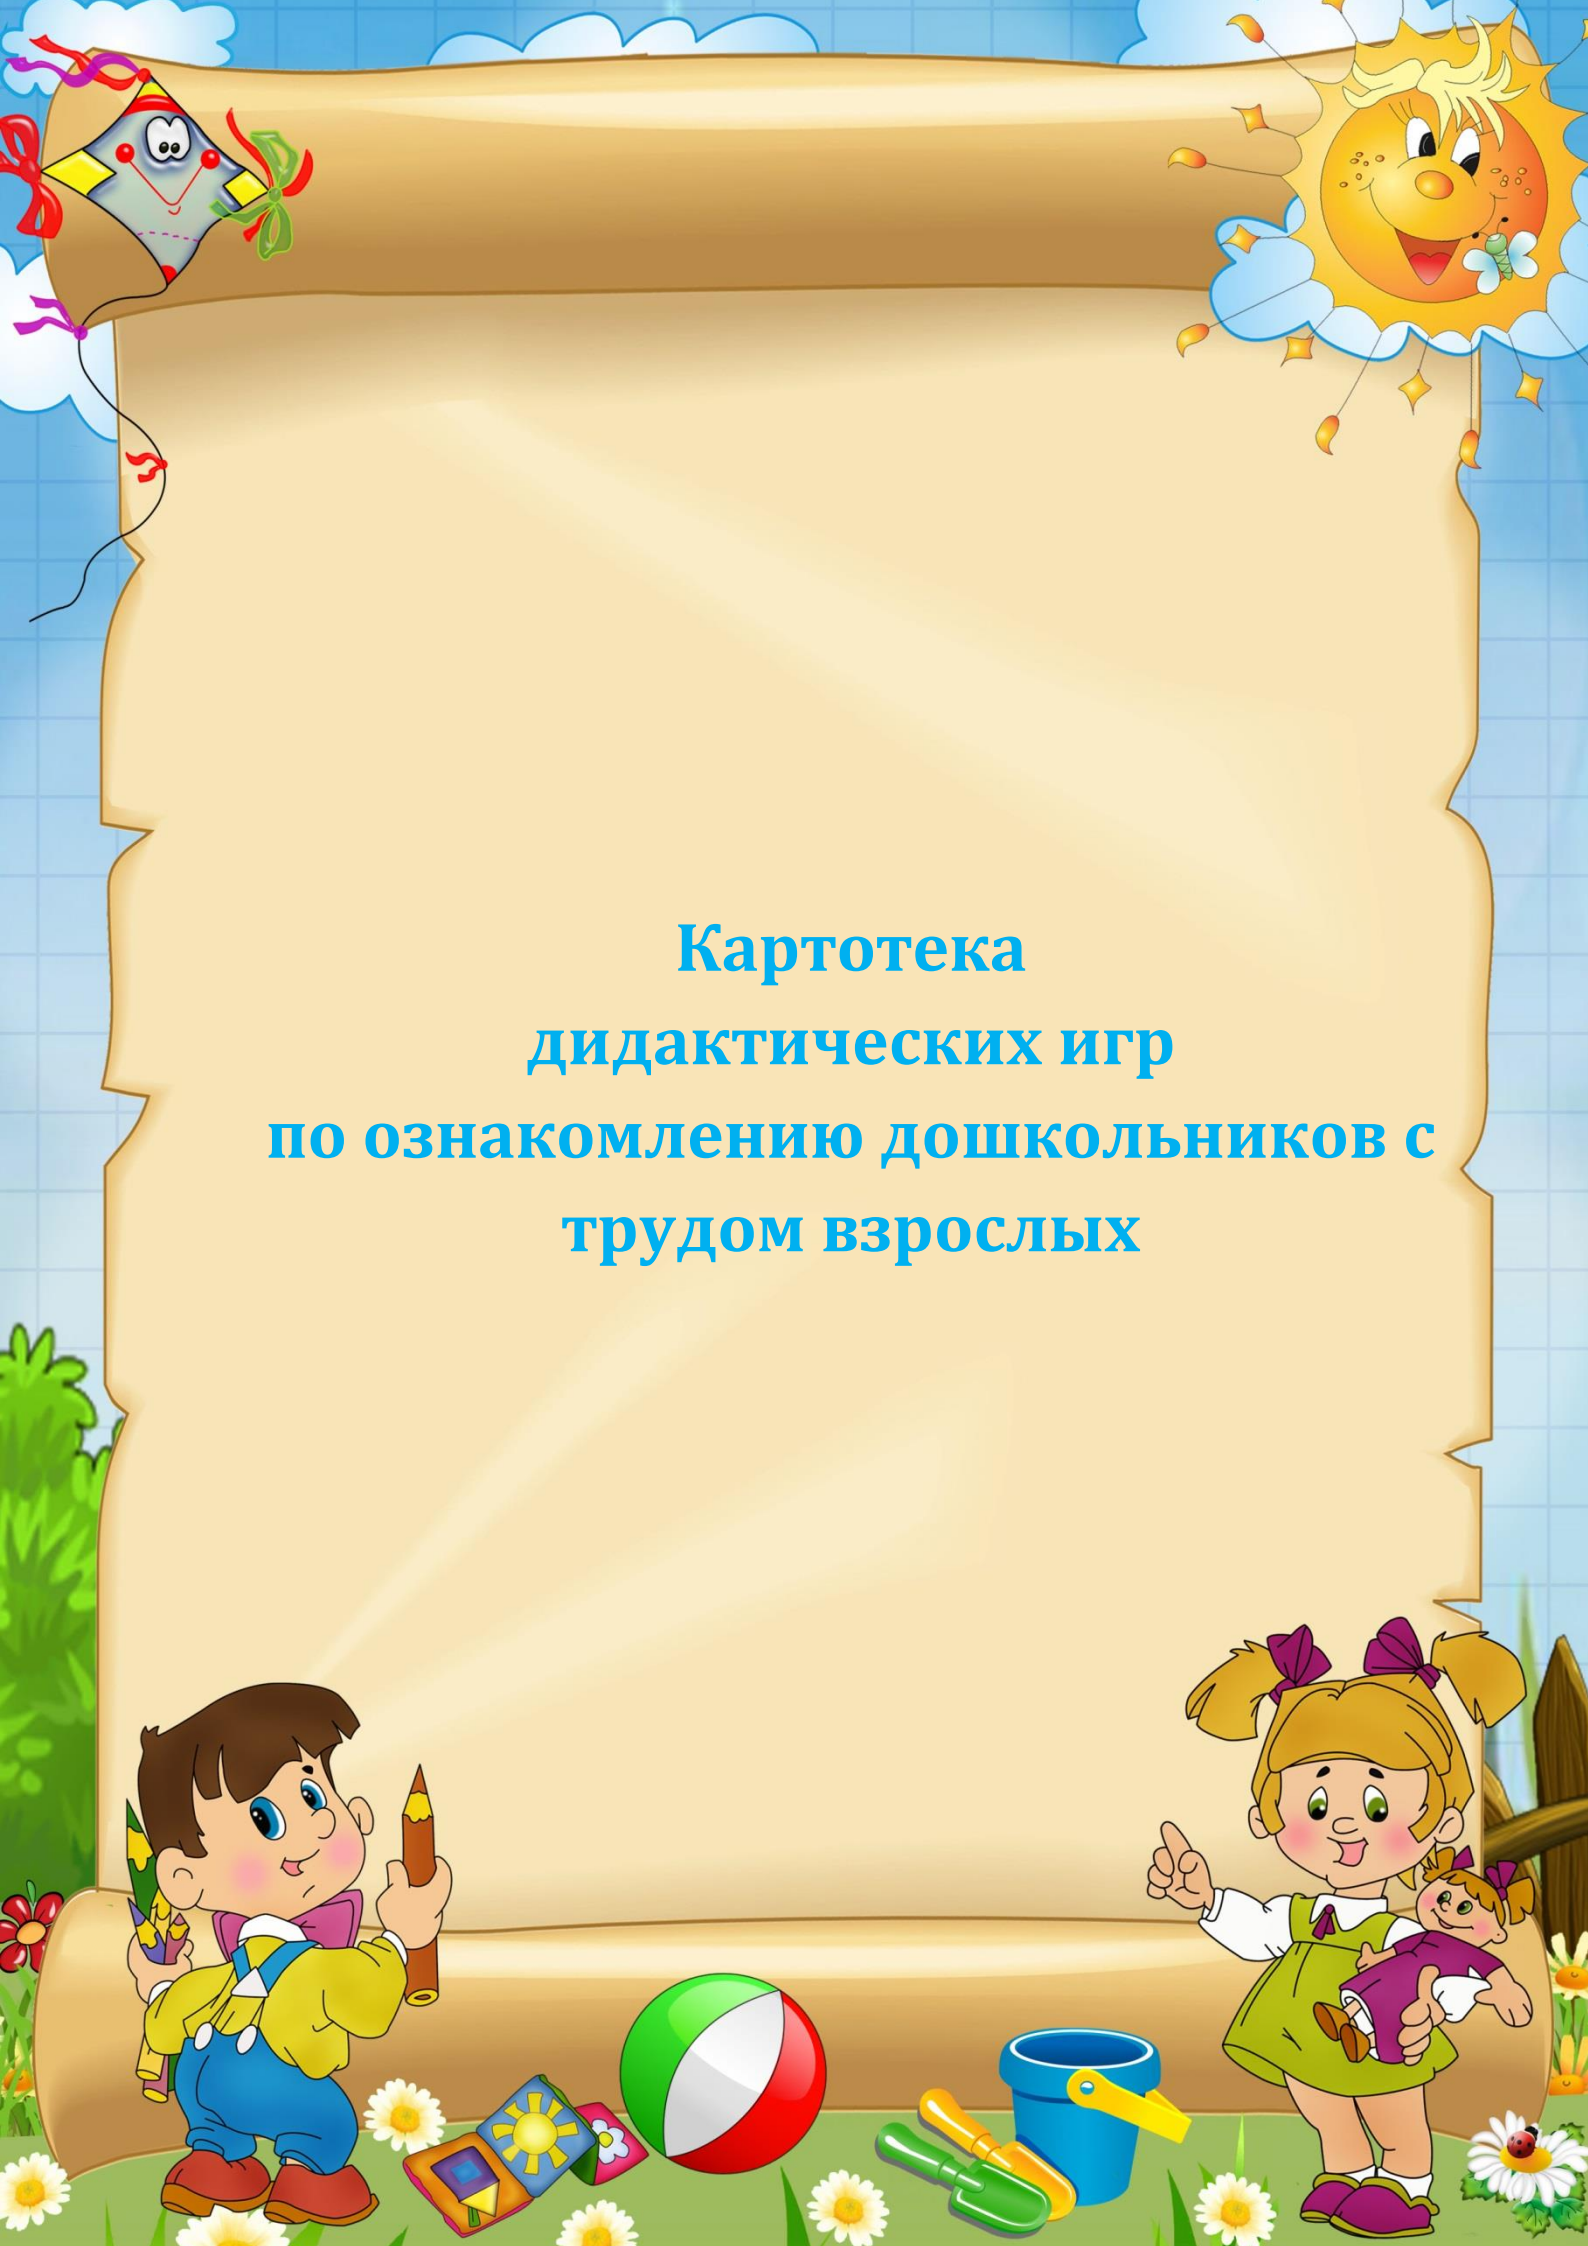 Картотека
дидактических игр
по ознакомлению дошкольников с
трудом взрослых